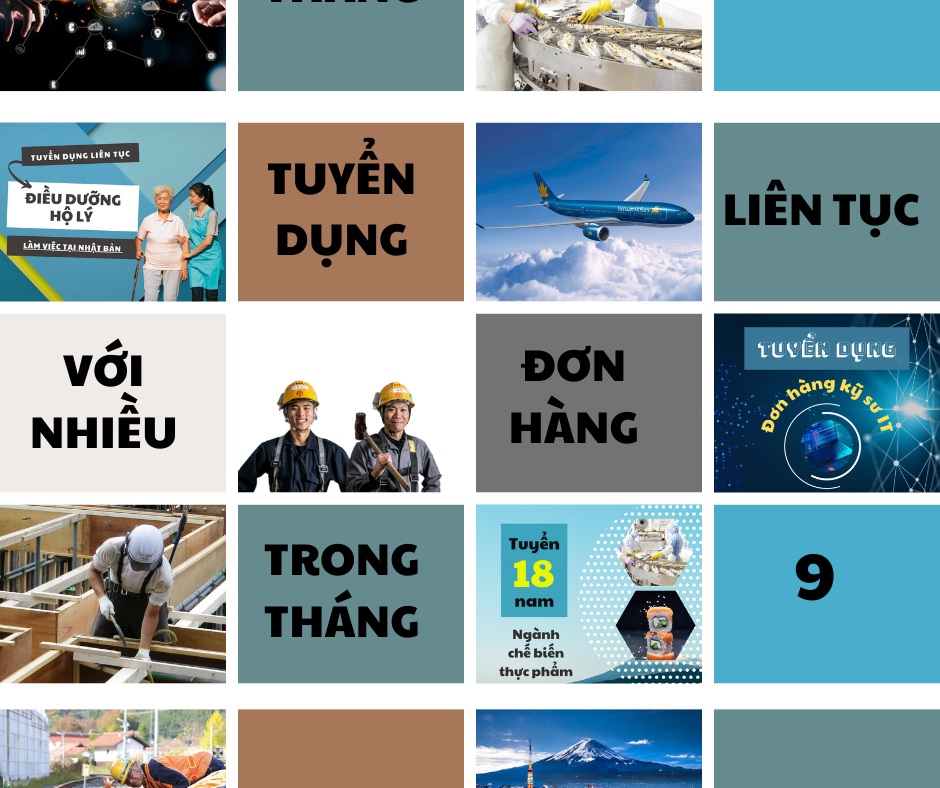 THÁNG
TUYỂN DỤNG LIÊN TỤC
ĐIỀU DƯỠNG
HỘ LÝ
LÀM VIỆC TẠI NHẬT BẢN
TUYỂN
DỤNG
LIÊN TỤC
VỚI
NHIỀU
ĐƠN
HÀNG
TUYỂN DỤNG
Đơn hàng kỹ sư IT
TRONG
THÁNG
Tuyển
18
nam
Ngành
chế biến
thực phẩm
9